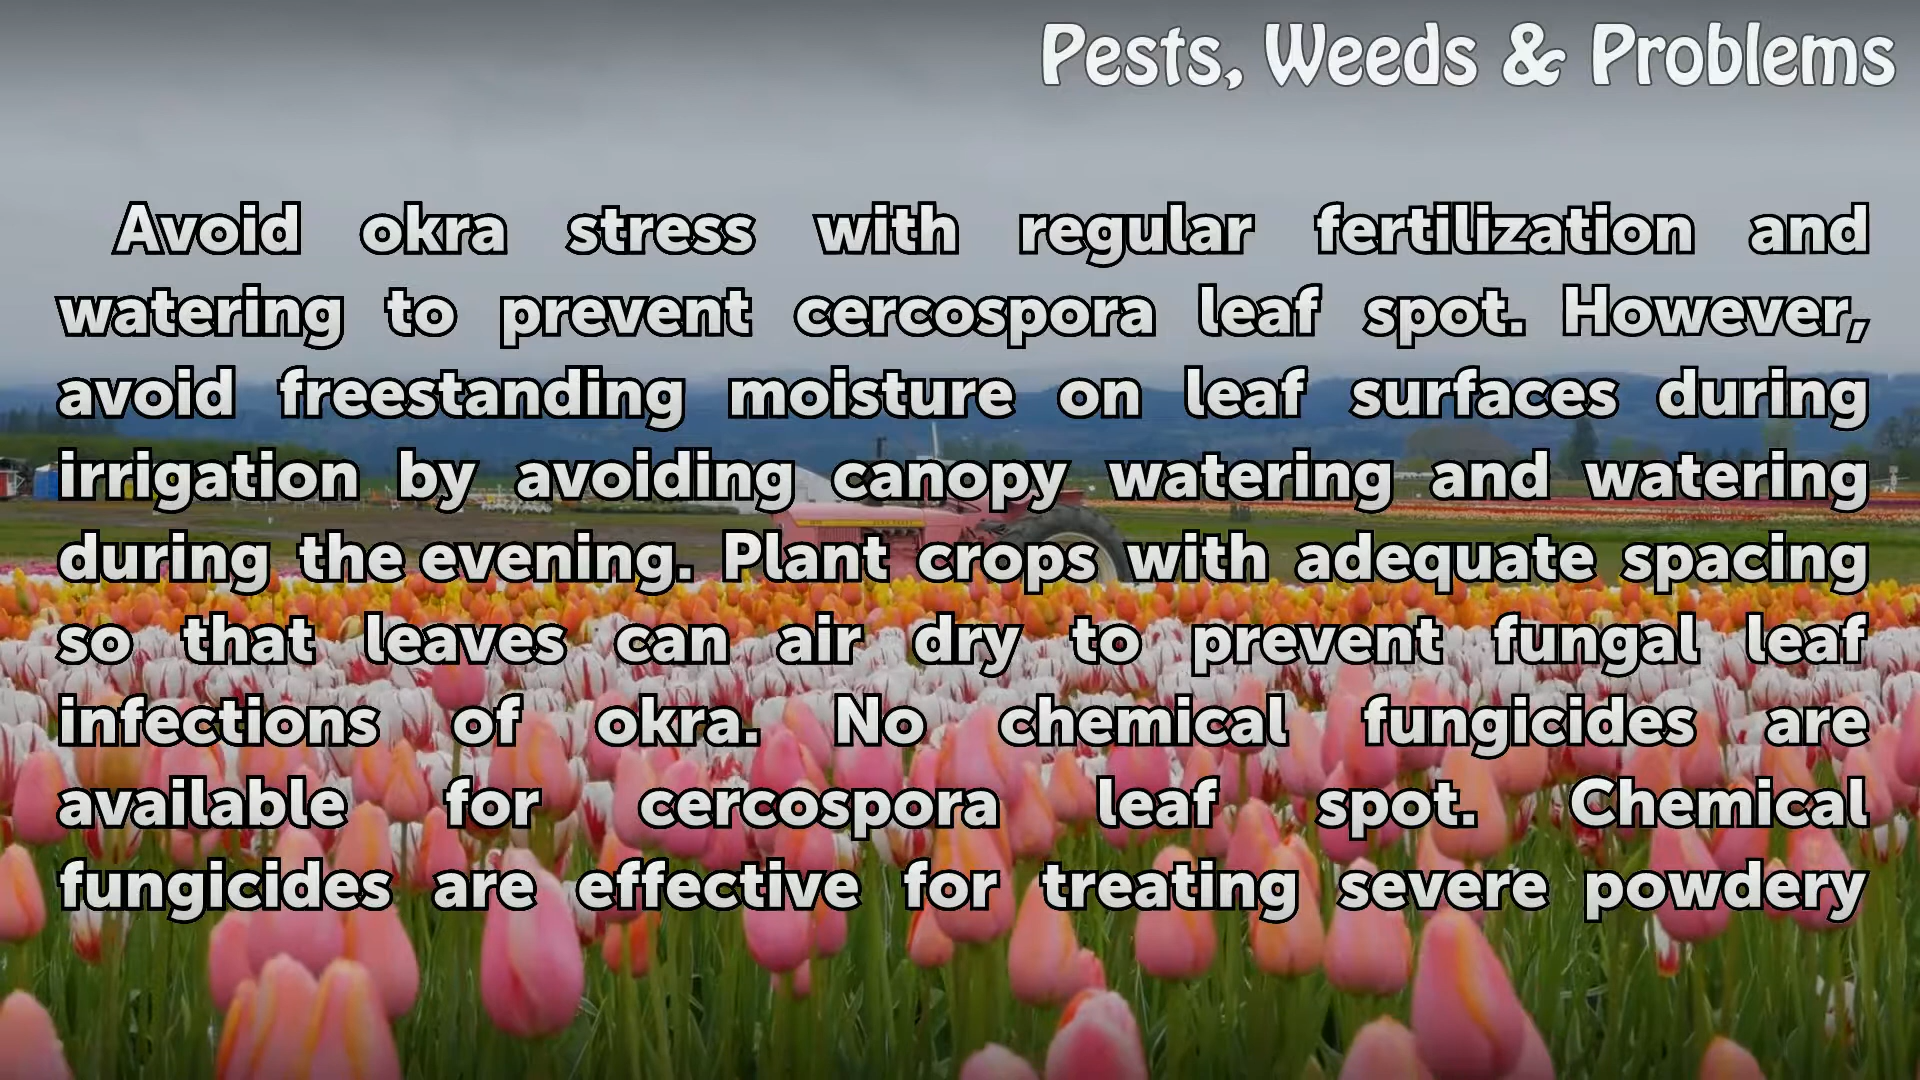 Pests, Weeds & Problems
Avoid okra stress with regular fertilization and
watering to prevent cercospora leaf spot. However,
avoid freestanding moisture on leaf surfaces during
irrigation by avoiding canopy watering and watering
during the evening. Plant crops with adequate spacing
so that leaves can air dry to prevent fungal leaf
infections of okra. No chemical fungicides are
available for cercospora leaf spot. Chemical
fungicides are effective for treating severe powdery